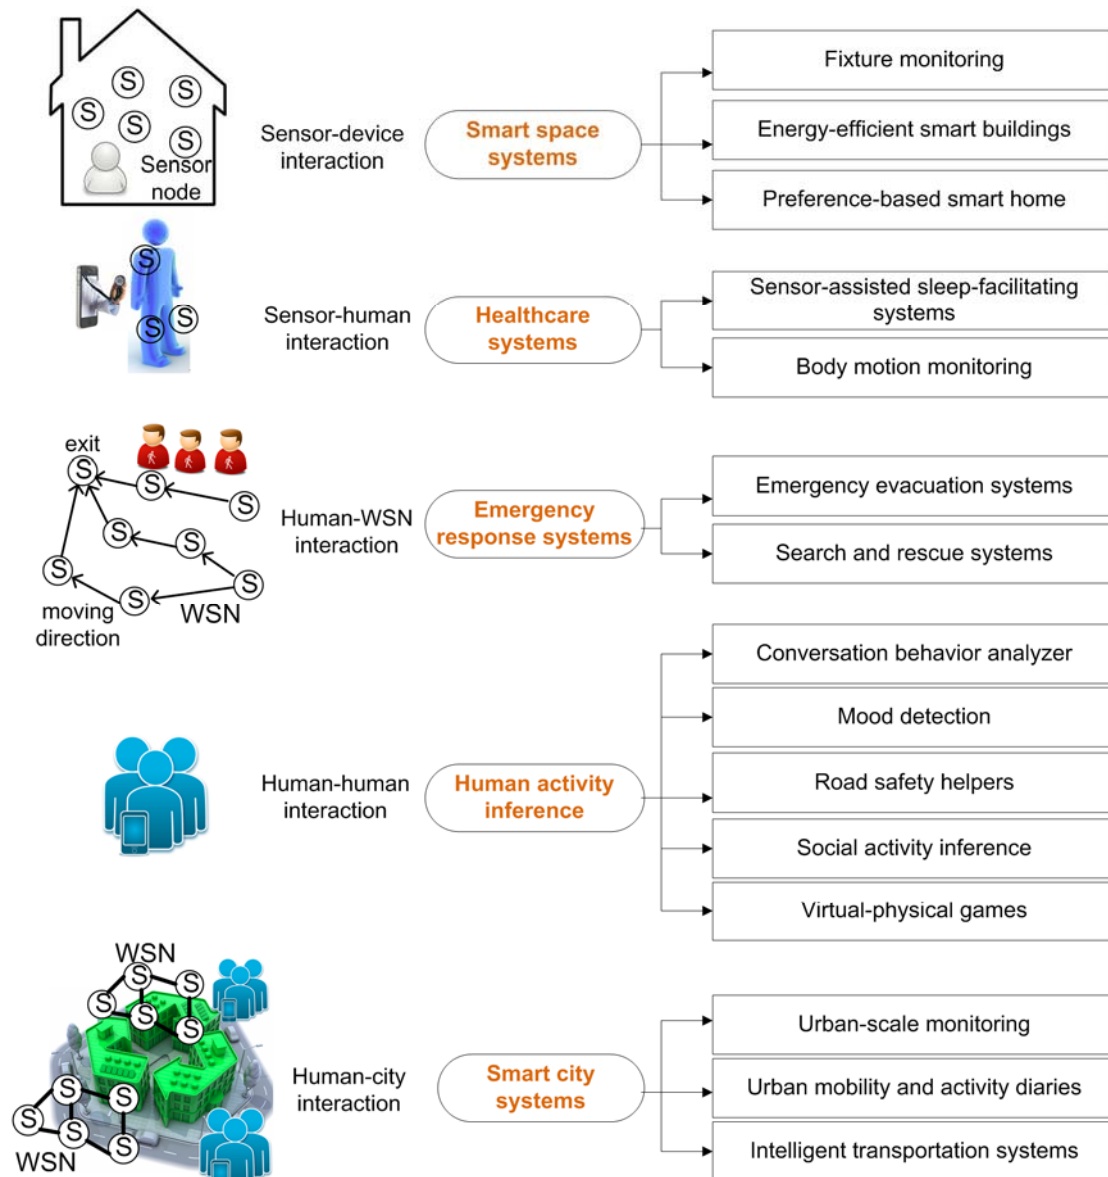 S
S
S
S
S
S
Sensor
node
Sensor-device
interaction
Smart space
systems
Fixture monitoring
Energy-efficient smart buildings
Preference-based smart home
S
S
S
Sensor-human
interaction
Healthcare
systems
Sensor-assisted sleep-facilitating
systems
Body motion monitoring
exit
S
S
S
S
S
S
S
S
moving
direction
WSN
Human-WSN
interaction
Emergency
response systems
Emergency evacuation systems
Search and rescue systems
Human-human
interaction
Human activity
inference
Conversation behavior analyzer
Mood detection
Road safety helpers
Social activity inference
Virtual-physical games
WSN
S
S
S
S
S
S
S
S
S
S
WSN
Human-city
interaction
Smart city
systems
Urban-scale monitoring
Urban mobility and activity diaries
Intelligent transportation systems